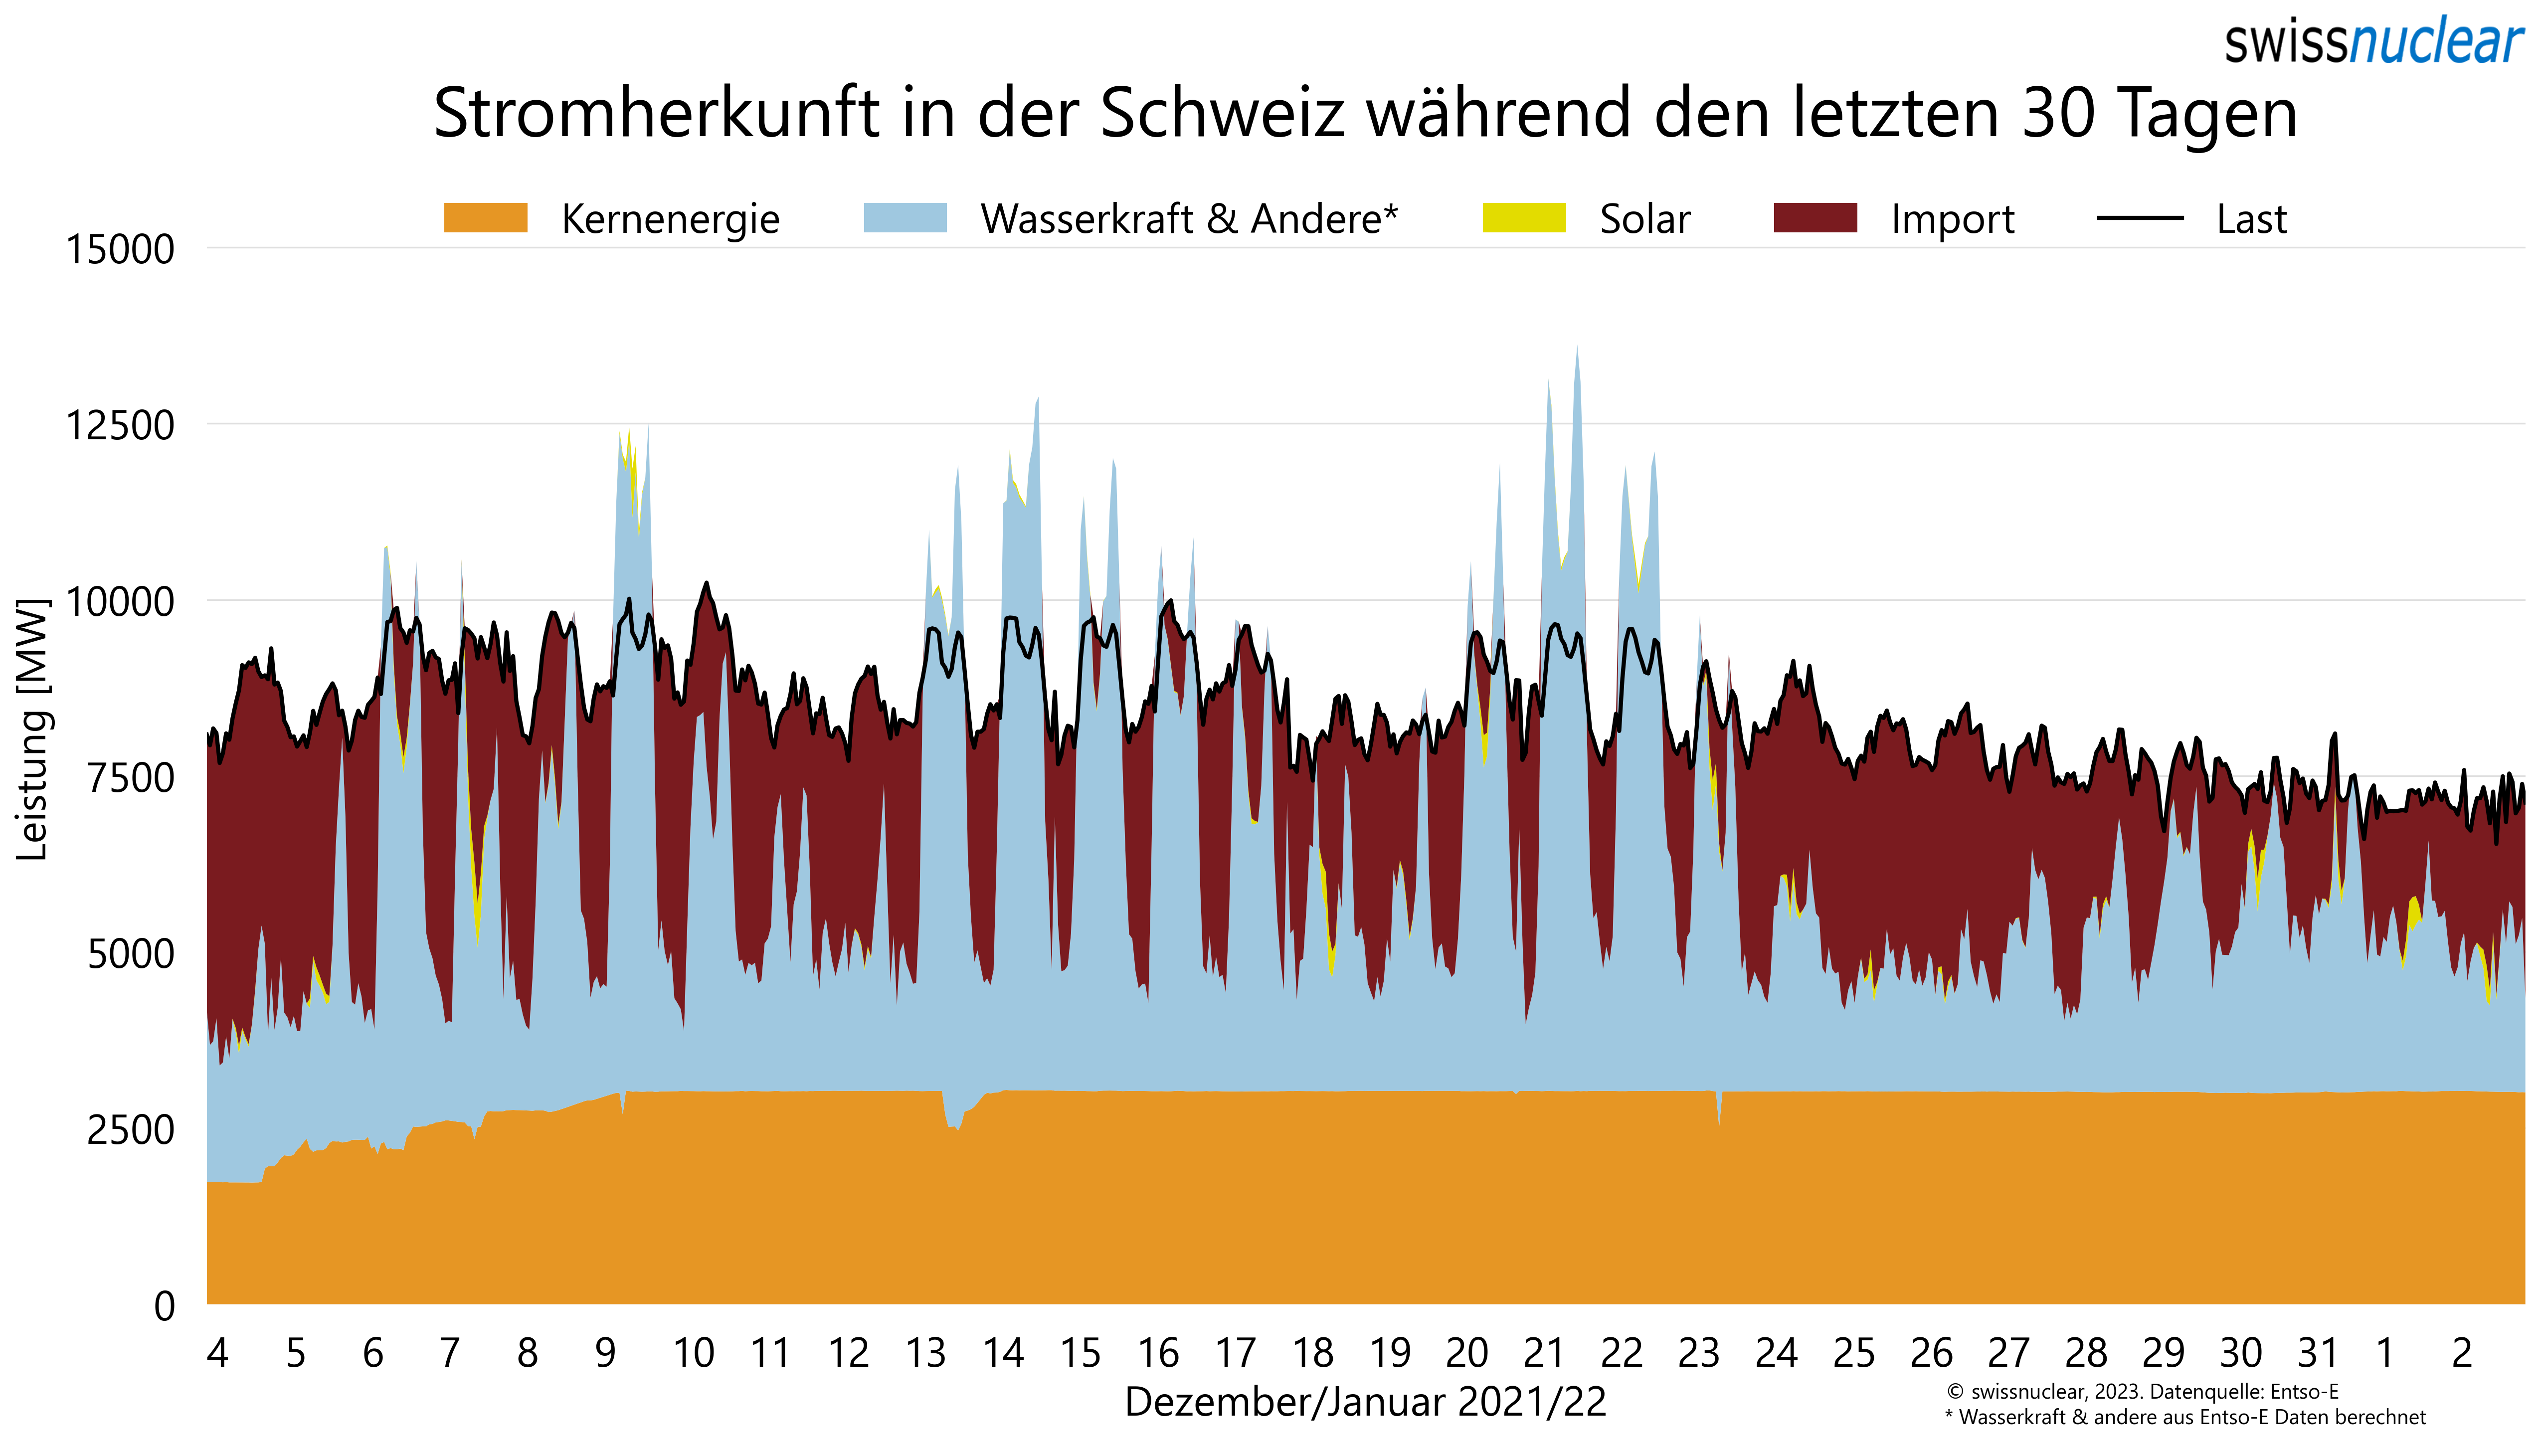 swissnuclear
Stromherkunft in der Schweiz während den letzten 30 Tagen
Kernenergie Wasserkraft & Andere* Solar Import Last
15000
12500
10000
7500
5000
2500
0
Leistung [MW]
4 5 6 7 8 9 10 11 12 13 14 15 16 17 18 19 20 21 22 23 24 25 26 27 28 29 30 31 1 2
Dezember/Januar 2021/22
© swissnuclear, 2023. Datenquelle: Entso-E
* Wasserkraft & andere aus Entso-E Daten berechnet